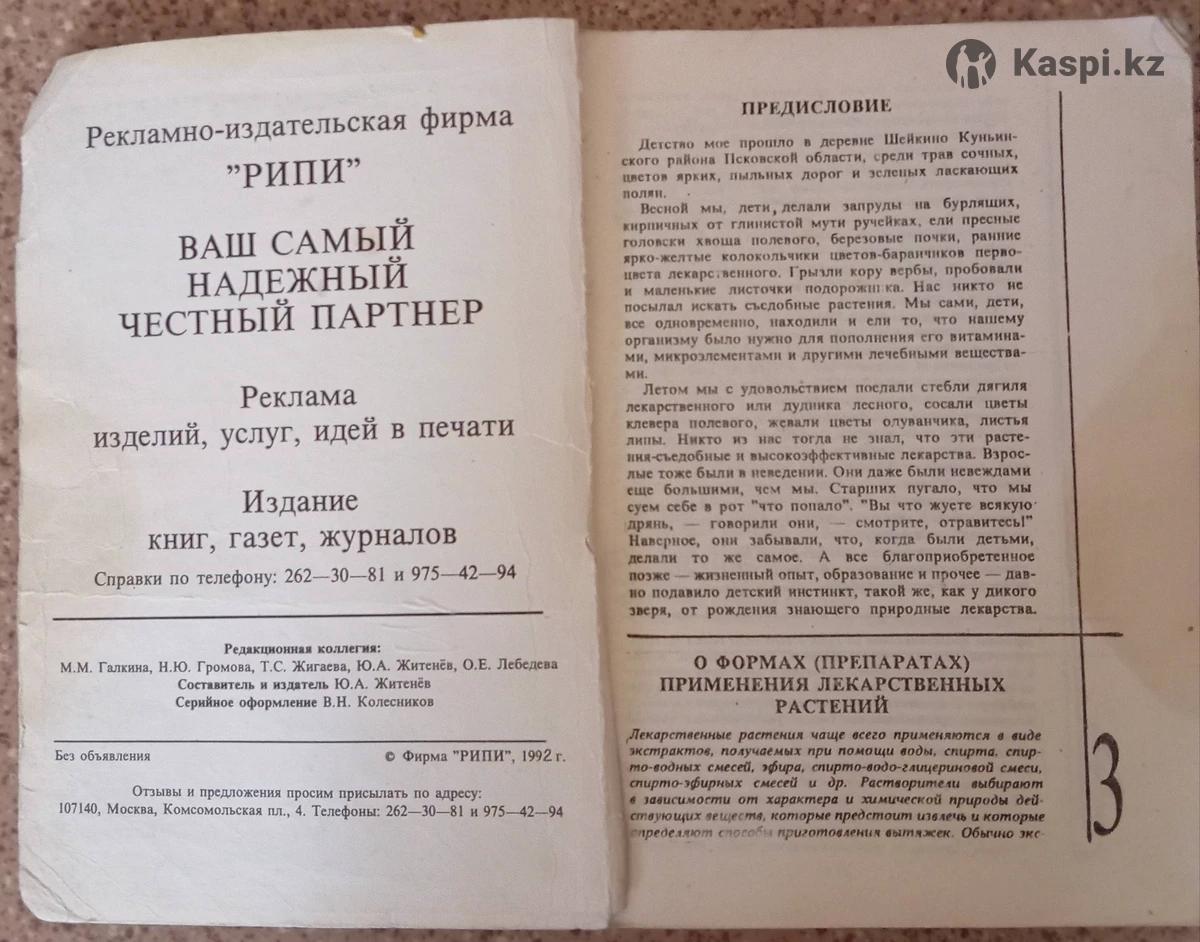 Рекламно-издательская фирма
"РИПИ"
ВАШ САМЫЙ
НАДЕЖНЫЙ
ЧЕСТНЫЙ ПАРТНЕР
Реклама
изделий, услуг, идей в печати
Издание
книг, газет, журналов
Справки по телефону: 262—30—81 и 975—42—94
Редакционная коллегия:
М.М. Галкина, Н.Ю. Громова, Т.С. Жигаева, Ю.А. Житенёв, О.Е. Лебедева
Составитель и издатель Ю.А. Житенёв
Серийное оформление В.Н. Колесников
Без объявления
© Фирма "РИПИ", 1992 г.
Отзывы и предложения просим присылать по адресу:
107140, Москва, Комсомольская пл., 4. Телефоны: 262—30—81 и 975—42—94
Kaspi.kz
ПРЕДИСЛОВИЕ
Детство мое прошло в деревне Шейкино Куньин-
ского района Псковской области, среди трав сочных,
цветов ярких, пыльных дорог и зеленых ласкающих
полян.
Весной мы, дети, делали запруды на бурлящих,
кирпичных от глинистой мути ручейках, ели пресные
головски хвоща полевого, березовые почки, ранние
ярко-желтые колокольчики цветов-баранчиков перво-
цвета лекарственного. Грызли кору вербы, пробовали
и маленькие листочки подорожника. Нас никто не
посылал искать съедобные растения. Мы сами, дети,
все одновременно, находили и ели то, что нашему
организму было нужно для пополнения его витамина-
ми, микроэлементами и другими лечебными вещества-
ми.
Летом мы с удовольствием поедали стебли дягиля
лекарственного или дудника лесного, сосали цветы
клевера полевого, жевали цветы одуванчика, листья
липы. Никто из нас тогда не знал, что эти расте-
ния-съедобные и высокоэффективные лекарства. Взрос-
лые тоже были в неведении. Они даже были невеждами
еще большими, чем мы. Старших пугало, что мы
суем себе в рот "что попало". "Вы что жуете всякую
дрянь, — говорили они, — смотрите, отравитесь!"
Наверное, они забывали, что, когда были детьми,
делали то же самое. А все благоприобретенное
позже — жизненный опыт, образование и прочее — дав-
но подавило детский инстинкт, такой же, как у дикого
зверя, от рождения знающего природные лекарства.
О ФОРМАХ (ПРЕПАРАТАХ)
ПРИМЕНЕНИЯ ЛЕКАРСТВЕННЫХ
РАСТЕНИЙ
Лекарственные растения чаще всего применяются в виде
экстрактов, получаемых при помощи воды, спирта, спир-
то-водных смесей, эфира, спирто-водо-глицериновой смеси,
спирто-эфирных смесей и др. Растворители выбирают
в зависимости от характера и химической природы дей-
ствующих веществ, которые предстоит извлечь и которые
определяют способы приготовления вытяжек. Обычно экс-
3